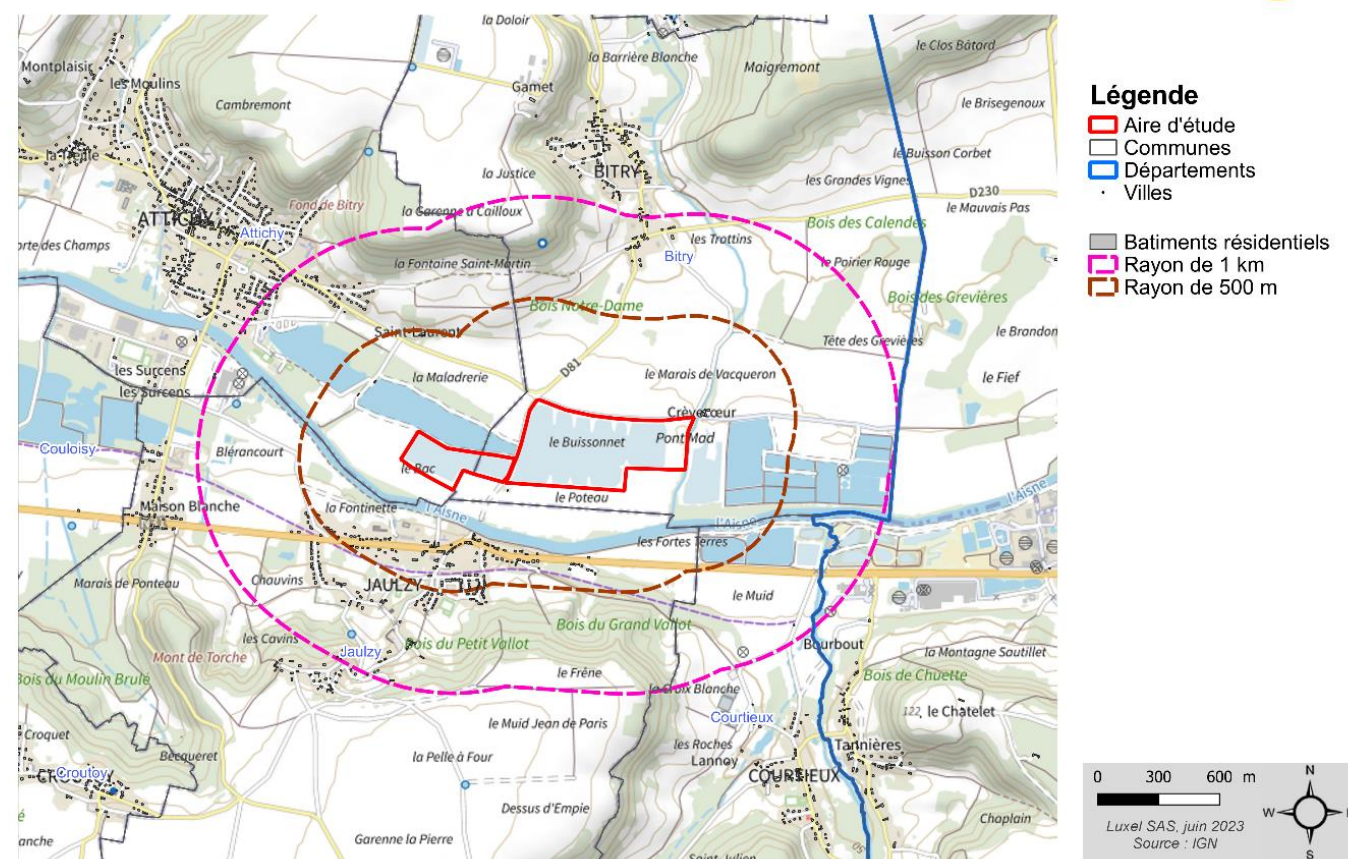 la Doloir
le Clos Bâtard
la Barrière Blanche
Maigremont
Montplaisir
les Moulins
Gamet
Cambremont
le Brisegenoux
le Buisson Corbet
BITRY
la Justice
les Grandes Vignes
D230
le Mauvais Pas
Fond de Bitry
la Garenne à Cailloux
Bois des Calendes
Attichy
les Trottins
Bitry
la Fontaine Saint-Martin
le Poirier Rouge
Bois Notre-Dame
Bois des Grevières
Saint-Laurent
Tête des Grevières
les Surcens
la Maladrerie
D81
le Marais de Vacqueron
le Fief
les Surcens
Crèvecœur
Couloisy
Blérancourt
le Buissonnet
Pont Mad
le Bac
le Poteau
Maison Blanche
la Fontinette
l'Aisne
l'Aisne
l'Aisne
les Fortes Terres
Marais de Ponteau
Chauvins
JAULZY
le Muid
les Cavins
Bois du Petit Vallot
Bois du Grand Vallot
Jaulzy
Mont de Torche
Bourbout
la Montagne Sautillet
Bois du Moulin Brulé
le Frêne
la Croix Blanche
Bois de Chuette
Courtieux
122
le Chatelet
Croquet
Becqueret
le Muid Jean de Paris
les Roches
Lannoy
Tannières
la Pelle à Four
Croutoy
COURTIEUX
Dessus d'Empie
Chaplain
Garenne la Pierre
Saint-Julien
Légende
Aire d'étude
Communes
Départements
Villes
Batiments résidentiels
Rayon de 1 km
Rayon de 500 m
0 300 600 m
N
W
S
Luxel SAS, juin 2023
Source : IGN